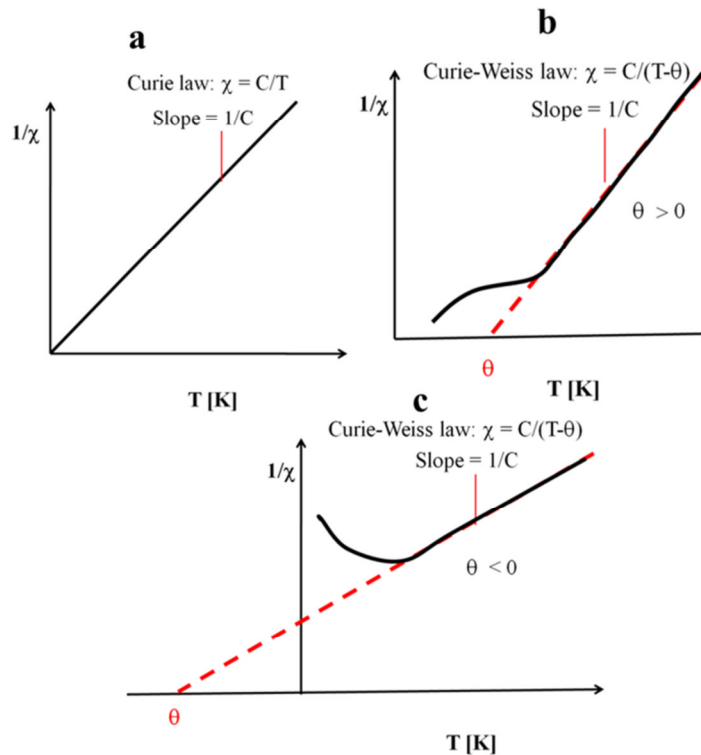 a
Curie law: χ = C/T
Slope = 1/C
1/χ
T [K]
b
Curie-Weiss law: χ = C/(T-θ)
1/χ
Slope = 1/C
θ > 0
θ
T [K]
c
Curie-Weiss law: χ = C/(T-θ)
1/χ
Slope = 1/C
θ < 0
θ
T [K]